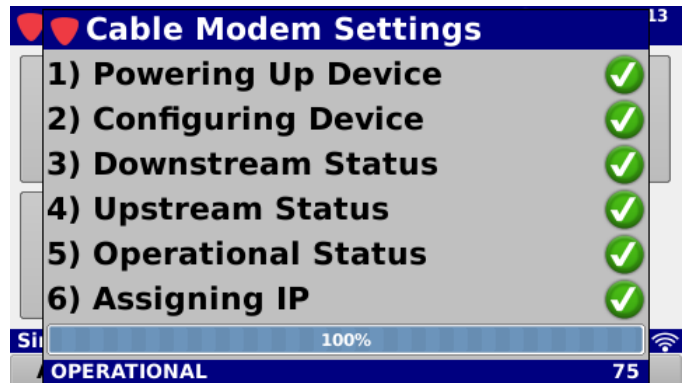 13
Cable Modem Settings
1) Powering Up Device
2) Configuring Device
3) Downstream Status
4) Upstream Status
5) Operational Status
6) Assigning IP
100%
OPERATIONAL 75